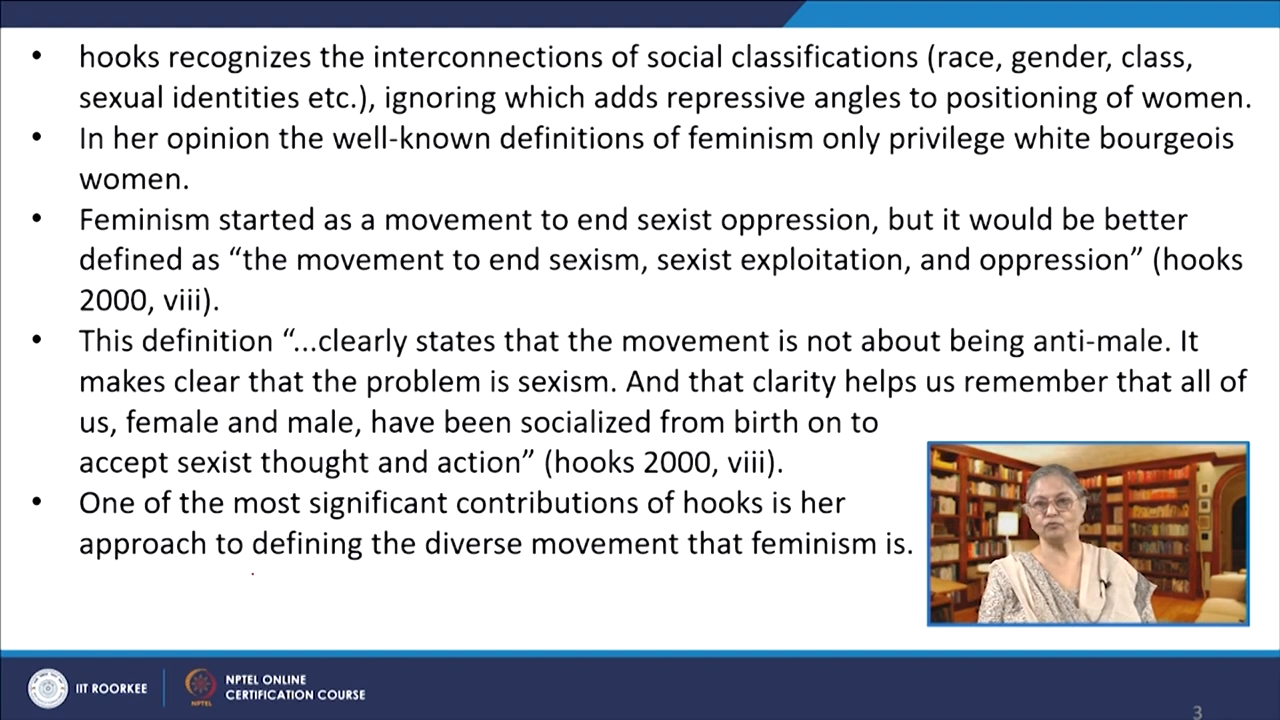 • hooks recognizes the interconnections of social classifications (race, gender, class,
sexual identities etc.), ignoring which adds repressive angles to positioning of women.
• In her opinion the well-known definitions of feminism only privilege white bourgeois
women.
• Feminism started as a movement to end sexist oppression, but it would be better
defined as “the movement to end sexism, sexist exploitation, and oppression” (hooks
2000, viii).
• This definition “...clearly states that the movement is not about being anti-male. It
makes clear that the problem is sexism. And that clarity helps us remember that all of
us, female and male, have been socialized from birth on to
accept sexist thought and action” (hooks 2000, viii).
• One of the most significant contributions of hooks is her
approach to defining the diverse movement that feminism is.
IIT ROORKEE
NPTEL
NPTEL ONLINE
CERTIFICATION COURSE
3